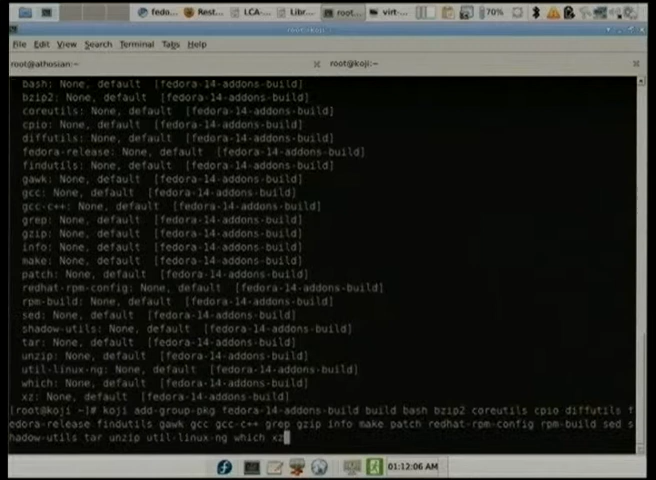 fedo... Rest... LCA-... Libr... root... virt-... 70%
root@koji:~
File Edit View Search Terminal Tabs Help
root@athosian:~ root@koji:~
bash: None, default [fedora-14-addons-build]
bzip2: None, default [fedora-14-addons-build]
coreutils: None, default [fedora-14-addons-build]
cpio: None, default [fedora-14-addons-build]
diffutils: None, default [fedora-14-addons-build]
fedora-release: None, default [fedora-14-addons-build]
findutils: None, default [fedora-14-addons-build]
gawk: None, default [fedora-14-addons-build]
gcc: None, default [fedora-14-addons-build]
gcc-c++: None, default [fedora-14-addons-build]
grep: None, default [fedora-14-addons-build]
gzip: None, default [fedora-14-addons-build]
info: None, default [fedora-14-addons-build]
make: None, default [fedora-14-addons-build]
patch: None, default [fedora-14-addons-build]
redhat-rpm-config: None, default [fedora-14-addons-build]
rpm-build: None, default [fedora-14-addons-build]
sed: None, default [fedora-14-addons-build]
shadow-utils: None, default [fedora-14-addons-build]
tar: None, default [fedora-14-addons-build]
unzip: None, default [fedora-14-addons-build]
util-linux-ng: None, default [fedora-14-addons-build]
which: None, default [fedora-14-addons-build]
xz: None, default [fedora-14-addons-build]
[root@koji ~]# koji add-group-pkg fedora-14-addons-build build bash bzip2 coreutils cpio diffutils f
edora-release findutils gawk gcc gcc-c++ grep gzip info make patch redhat-rpm-config rpm-build sed s
hadow-utils tar unzip util-linux-ng which xz
01:12:06 AM